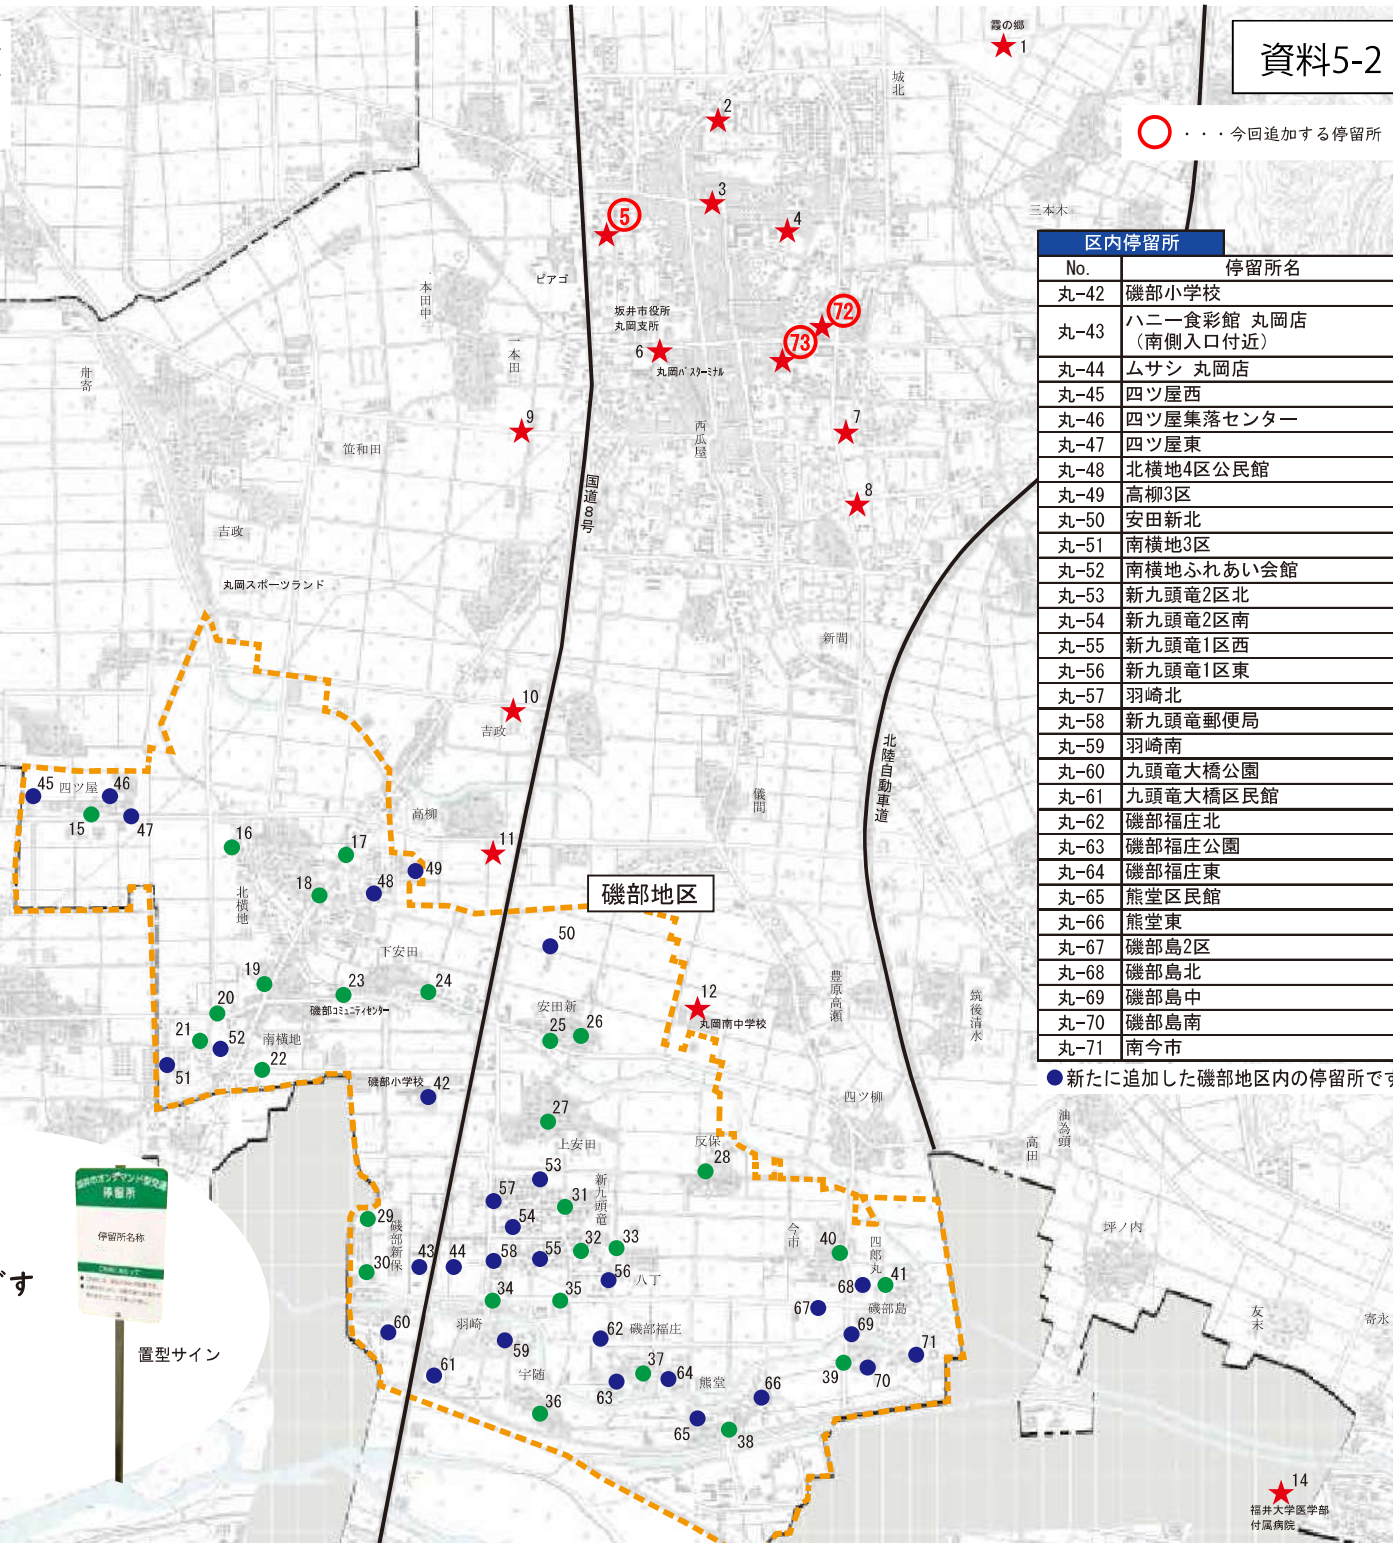 資料5-2
・・・今回追加する停留所
霞の郷
1
城北
2
3
4
5
三本木
ピアゴ
本田中
一本田
坂井市役所
丸岡支所
6
丸岡バスターミナル
72
73
舟寄
笹和田
9
西瓜屋
7
8
国道8号
吉政
丸岡スポーツランド
新間
10
吉政
北陸自動車道
儀間
高柳
11
45
四ツ屋
46
15
47
16
17
18
48
49
北横地
磯部地区
50
下安田
19
20
21
52
51
南横地
22
23
磯部コミュニティセンター
24
安田新
25
26
12
丸岡南中学校
豊原高瀬
筑後清水
磯部小学校
42
四ツ柳
27
上安田
反保
28
高田
油為頭
53
57
新九頭竜
31
54
29
磯部新保
30
43
44
58
55
32
33
56
八丁
34
35
今市
40
四郎丸
68
41
67
磯部島
69
坪ノ内
60
羽崎
59
62
磯部福庄
友末
寄永
61
宇随
37
64
熊堂
63
66
39
70
71
36
65
38
14
福井大学医学部
付属病院
区内停留所
No. 停留所名
丸-42 磯部小学校
丸-43 ハニー食彩館 丸岡店
（南側入口付近）
丸-44 ムサシ 丸岡店
丸-45 四ツ屋西
丸-46 四ツ屋集落センター
丸-47 四ツ屋東
丸-48 北横地4区公民館
丸-49 高柳3区
丸-50 安田新北
丸-51 南横地3区
丸-52 南横地ふれあい会館
丸-53 新九頭竜2区北
丸-54 新九頭竜2区南
丸-55 新九頭竜1区西
丸-56 新九頭竜1区東
丸-57 羽崎北
丸-58 新九頭竜郵便局
丸-59 羽崎南
丸-60 九頭竜大橋公園
丸-61 九頭竜大橋区民館
丸-62 磯部福庄北
丸-63 磯部福庄公園
丸-64 磯部福庄東
丸-65 熊堂区民館
丸-66 熊堂東
丸-67 磯部島2区
丸-68 磯部島北
丸-69 磯部島中
丸-70 磯部島南
丸-71 南今市
新たに追加した磯部地区内の停留所です
坂井市オンデマンド型交通
停留所
停留所名称
置型サイン
す